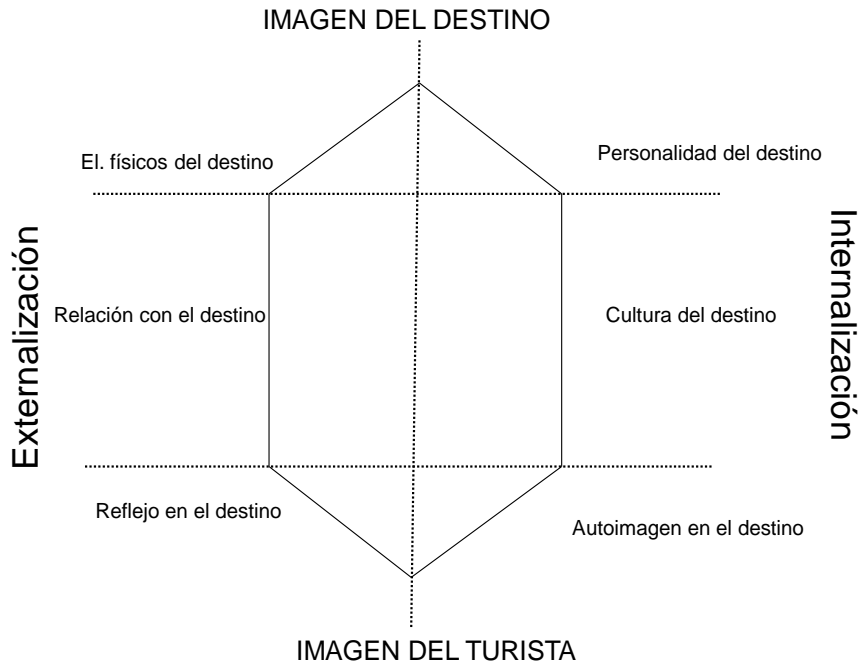 IMAGEN DEL DESTINO
El. físicos del destino
Personalidad del destino
Externalización
Internalización
Relación con el destino
Cultura del destino
Reflejo en el destino
Autoimagen en el destino
IMAGEN DEL TURISTA